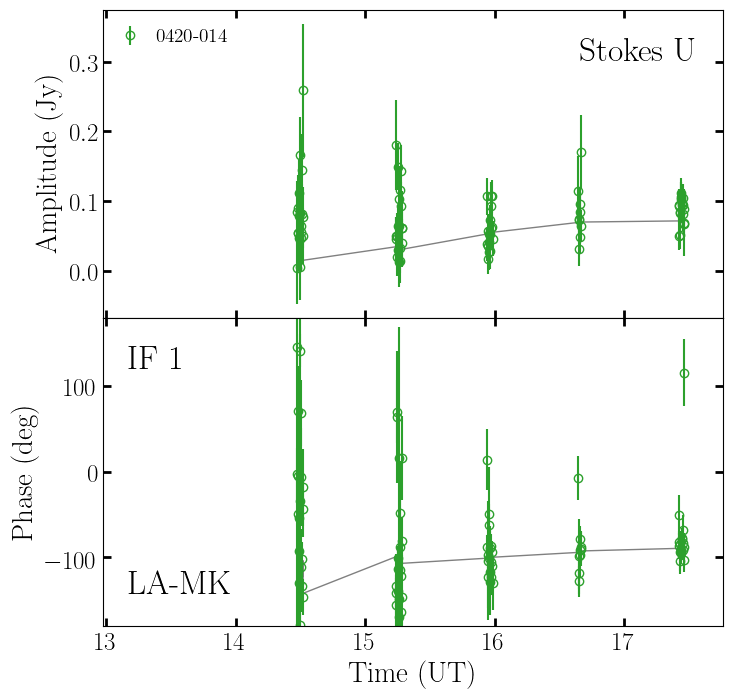 0420-014
Stokes U
0.3
0.2
0.1
0.0
Amplitude (Jy)
IF 1
100
0
−100
Phase (deg)
LA-MK
13 14 15 16 17
Time (UT)